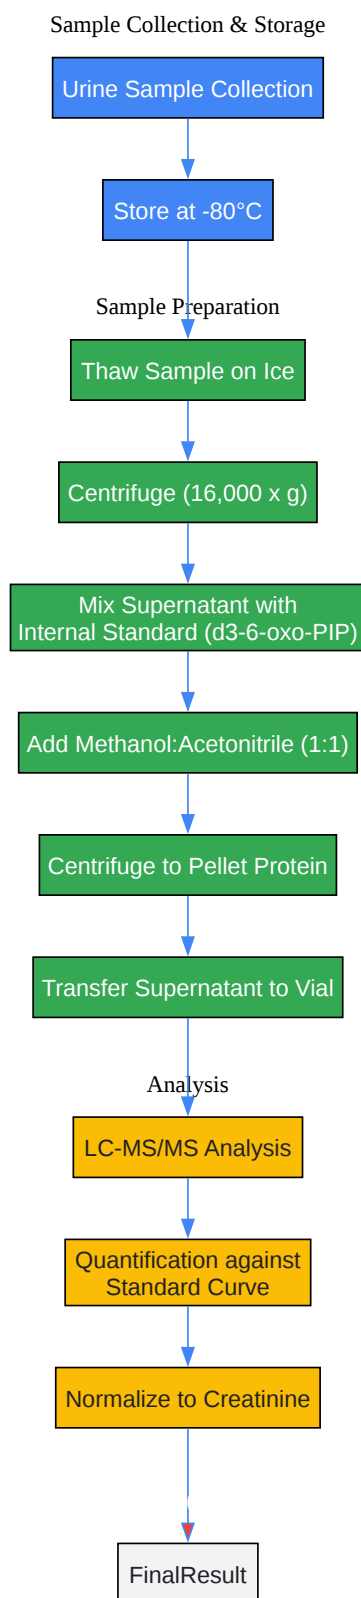 Sample Collection & Storage
Urine Sample Collection
Store at -80°C
Sample Preparation
Thaw Sample on Ice
Centrifuge (16,000 x g)
Mix Supernatant with
Internal Standard (d3-6-oxo-PIP)
Add Methanol:Acetonitrile (1:1)
Centrifuge to Pellet Protein
Transfer Supernatant to Vial
Analysis
LC-MS/MS Analysis
Quantification against
Standard Curve
Normalize to Creatinine
FinalResult